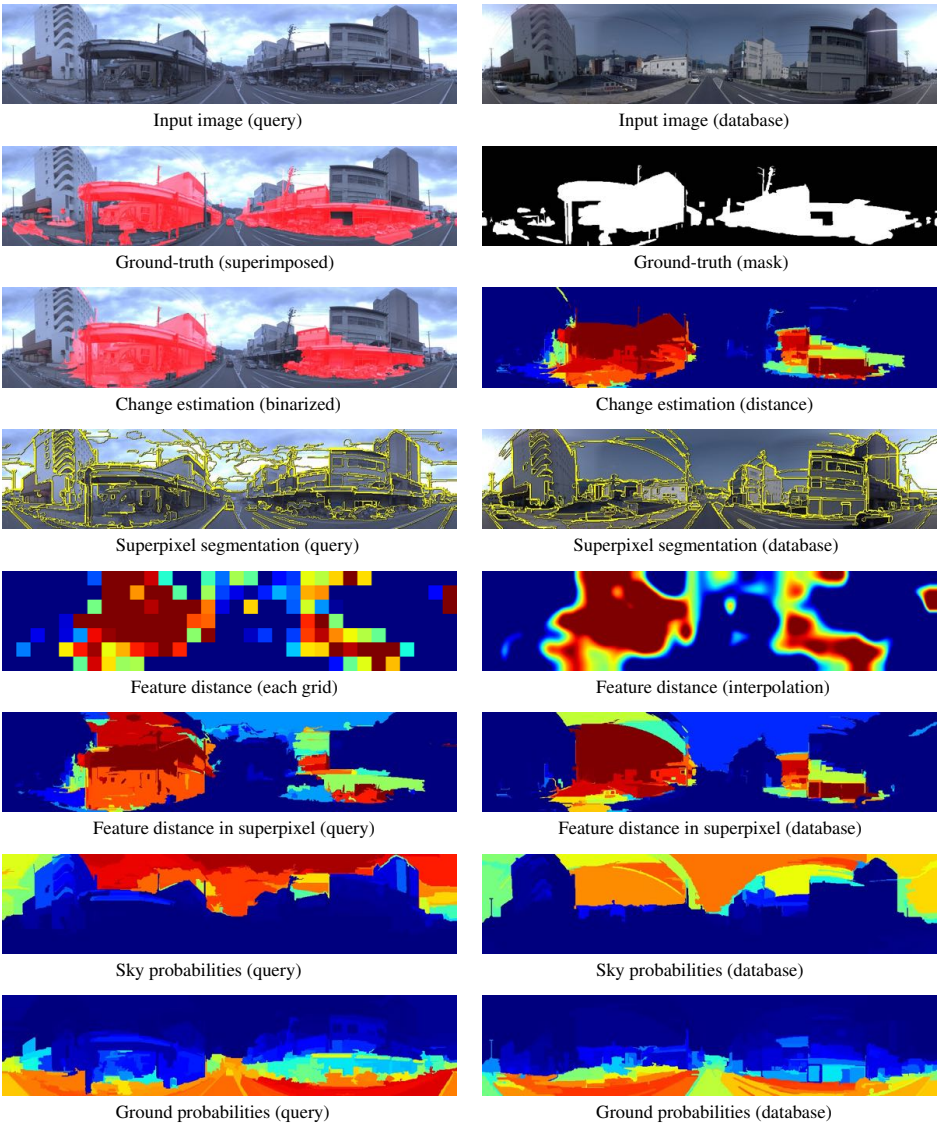 Input image (query)
Input image (database)
Ground-truth (superimposed)
Ground-truth (mask)
Change estimation (binarized)
Change estimation (distance)
Superpixel segmentation (query)
Superpixel segmentation (database)
Feature distance (each grid)
Feature distance (interpolation)
Feature distance in superpixel (query)
Feature distance in superpixel (database)
Sky probabilities (query)
Sky probabilities (database)
Ground probabilities (query)
Ground probabilities (database)